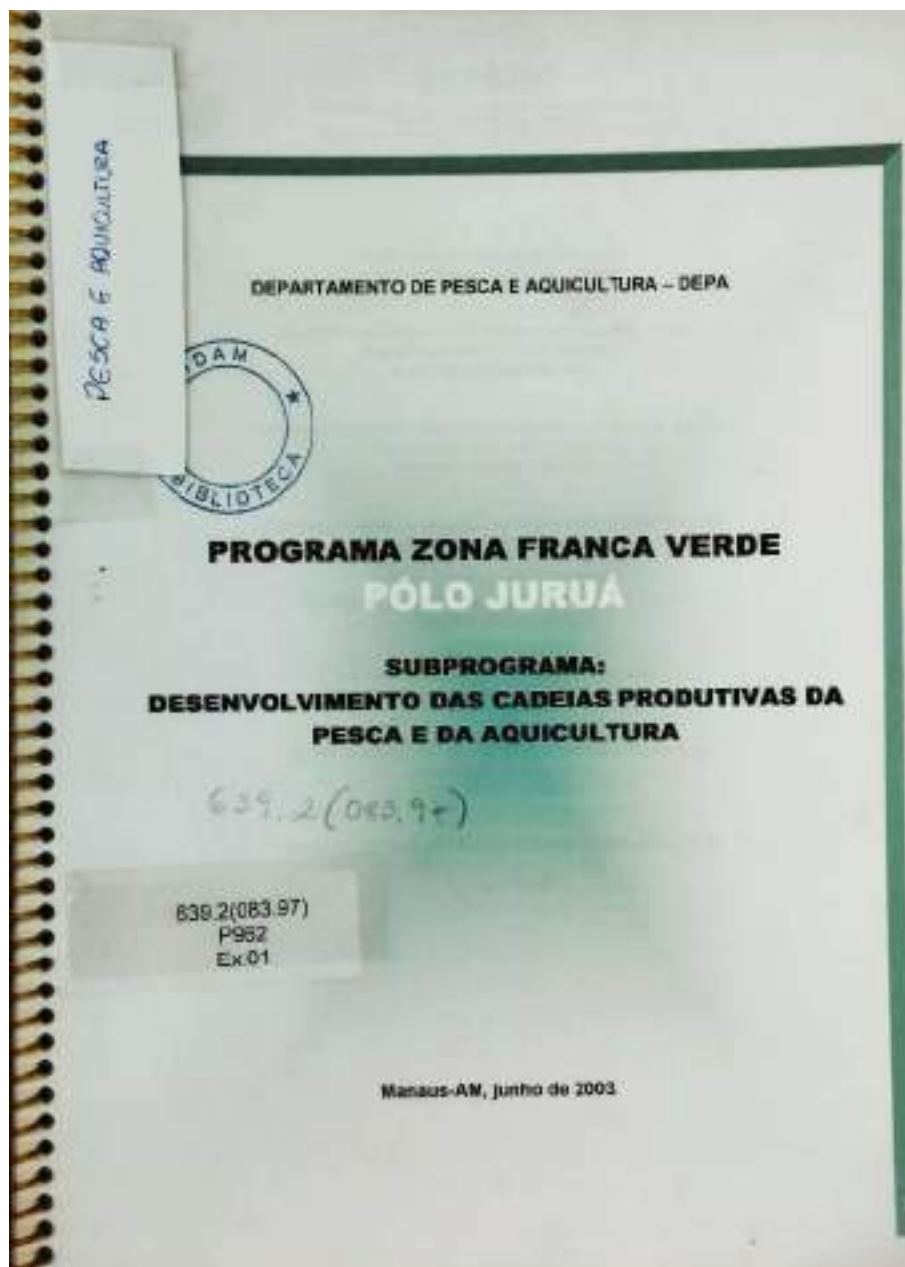 PESCA E AQUICULTURA
DEPARTAMENTO DE PESCA E AQUICULTURA – DEPA
DAM
BIBLIOTECA
PROGRAMA ZONA FRANCA VERDE
PÓLO JURUÁ
SUBPROGRAMA:
DESENVOLVIMENTO DAS CADEIAS PRODUTIVAS DA
PESCA E DA AQUICULTURA
639.2(083.97)
639.2(083.97)
P962
Ex.01
Manaus-AM, junho de 2003